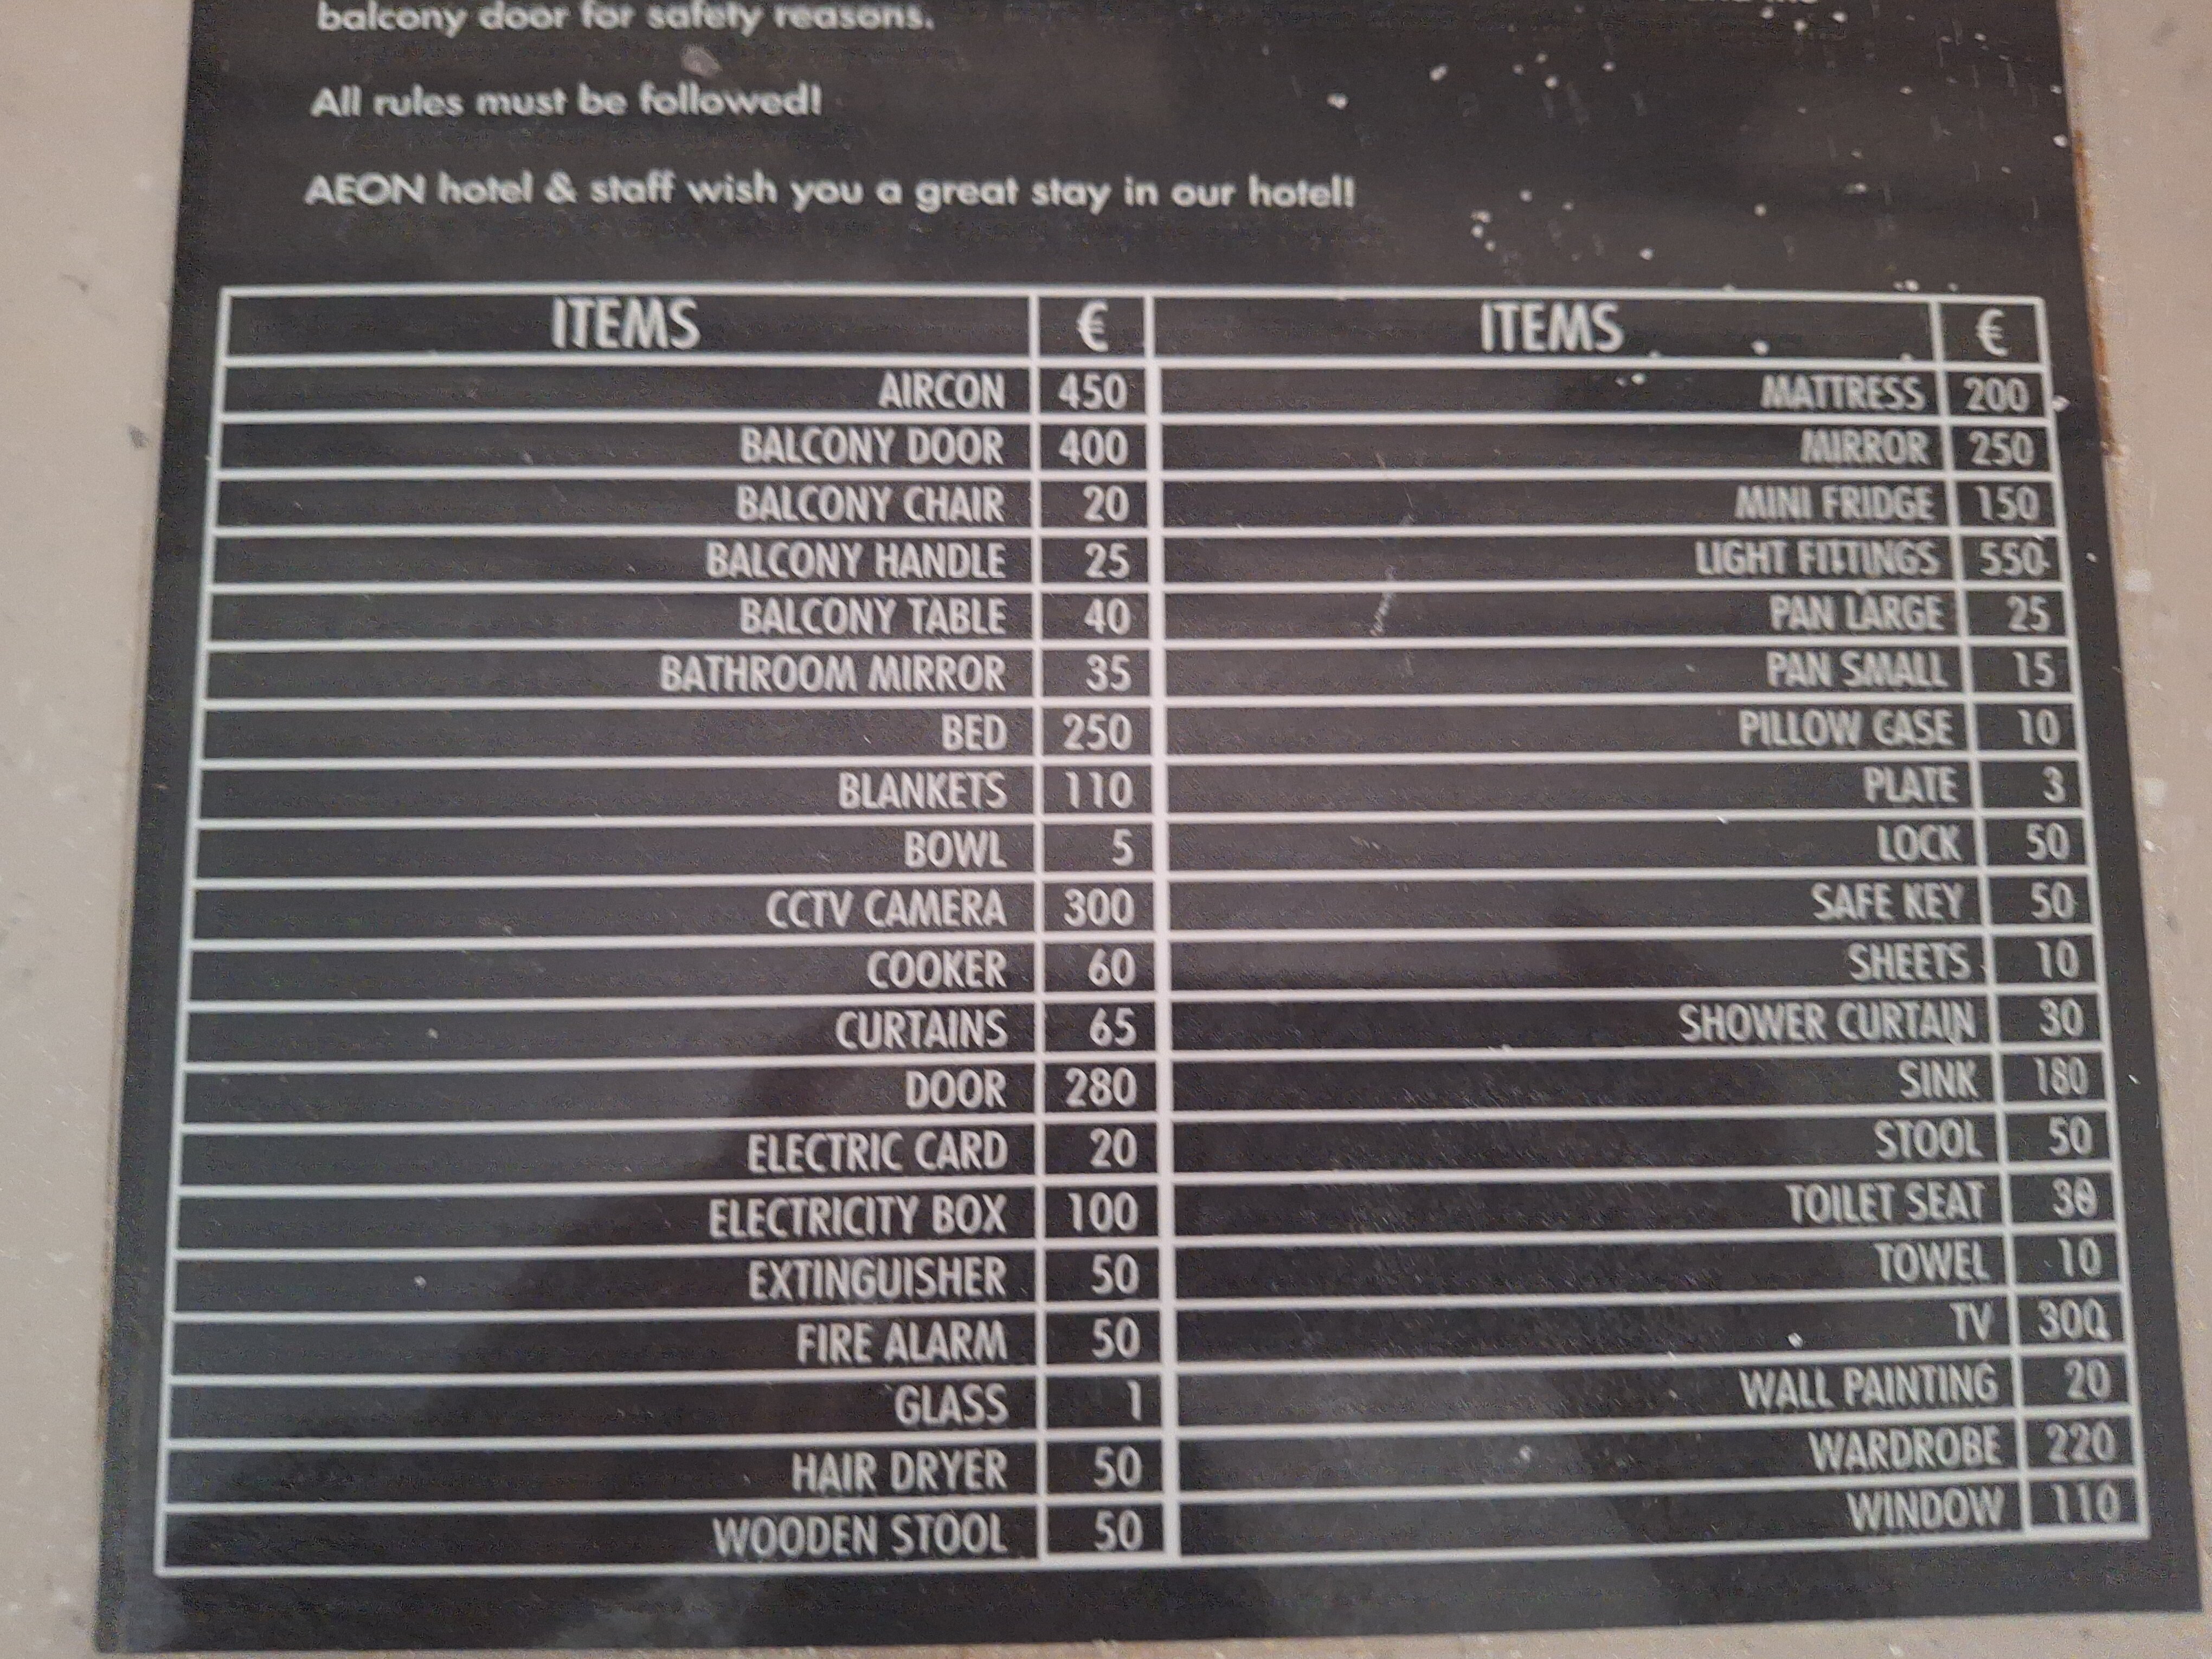 balcony door for safety reasons.
All rules must be followed!
AEON hotel & staff wish you a great stay in our hotel!
ITEMS € ITEMS €
AIRCON 450 MATTRESS 200
BALCONY DOOR 400 MIRROR 250
BALCONY CHAIR 20 MINI FRIDGE 150
BALCONY HANDLE 25 LIGHT FITTINGS 550
BALCONY TABLE 40 PAN LARGE 25
BATHROOM MIRROR 35 PAN SMALL 15
BED 250 PILLOW CASE 10
BLANKETS 110 PLATE 3
BOWL 5 LOCK 50
CCTV CAMERA 300 SAFE KEY 50
COOKER 60 SHEETS 10
CURTAINS 65 SHOWER CURTAIN 30
DOOR 280 SINK 180
ELECTRIC CARD 20 STOOL 50
ELECTRICITY BOX 100 TOILET SEAT 30
EXTINGUISHER 50 TOWEL 10
FIRE ALARM 50 TV 300
GLASS 1 WALL PAINTING 20
HAIR DRYER 50 WARDROBE 220
WOODEN STOOL 50 WINDOW 110